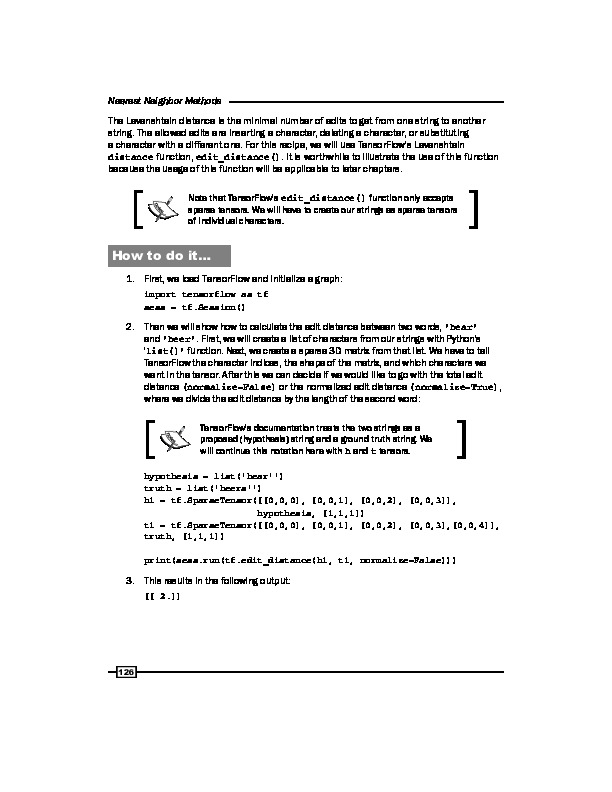 Nearest Neighbor Methods
The Levenshtein distance is the minimal number of edits to get from one string to another
string. The allowed edits are inserting a character, deleting a character, or substituting
a character with a different one. For this recipe, we will use TensorFlow's Levenshtein
distance function, edit_distance(). It is worthwhile to illustrate the use of this function
because the usage of this function will be applicable to later chapters.
Note that TensorFlow's edit_distance() function only accepts
sparse tensors. We will have to create our strings as sparse tensors
of individual characters.
How to do it...
1. First, we load TensorFlow and initialize a graph:
import tensorflow as tf
sess = tf.Session()
2. Then we will show how to calculate the edit distance between two words, 'bear'
and 'beer'. First, we will create a list of characters from our strings with Python's
'list()' function. Next, we create a sparse 3D matrix from that list. We have to tell
TensorFlow the character indices, the shape of the matrix, and which characters we
want in the tensor. After this we can decide if we would like to go with the total edit
distance (normalize=False) or the normalized edit distance (normalize=True),
where we divide the edit distance by the length of the second word:
TensorFlow's documentation treats the two strings as a
proposed (hypothesis) string and a ground truth string. We
will continue this notation here with h and t tensors.
hypothesis = list('bear')
truth = list('beers')
h1 = tf.SparseTensor([[0,0,0], [0,0,1], [0,0,2], [0,0,3]],
hypothesis, [1,1,1])
t1 = tf.SparseTensor([[0,0,0], [0,0,1], [0,0,2], [0,0,3],[0,0,4]],
truth, [1,1,1])
print(sess.run(tf.edit_distance(h1, t1, normalize=False)))
3. This results in the following output:
[[ 2.]]
126